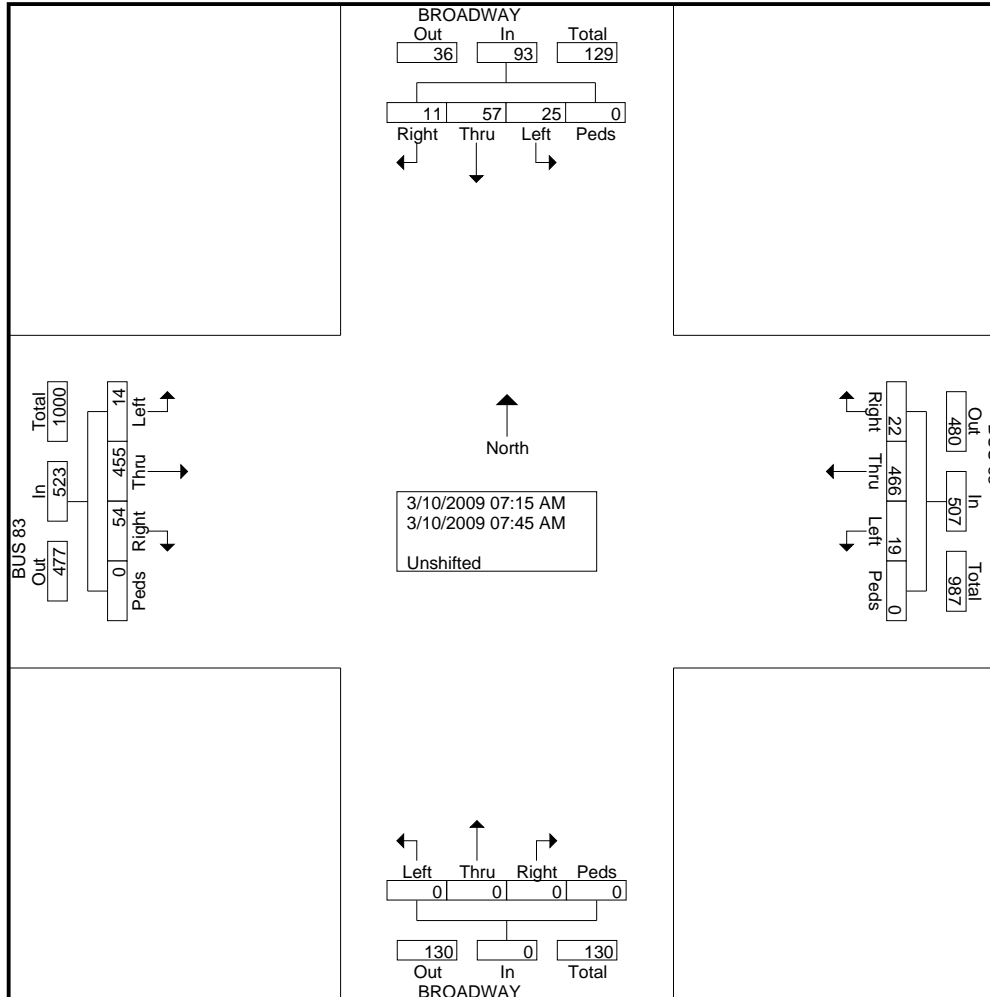 BROADWAY
Out In Total
36 93 129
11 57 25 0
Right Thru Left Peds
Total 1000
In 523
BUS 83
Out 477
14 Left
455 Thru
54 Right
0 Peds
North
3/10/2009 07:15 AM
3/10/2009 07:45 AM
Unshifted
Right 22
Thru 466
Left 19
Peds 0
Out 480
In 507
Total 987
Left Thru Right Peds
0 0 0 0
130 0 130
Out In Total
BROADWAY